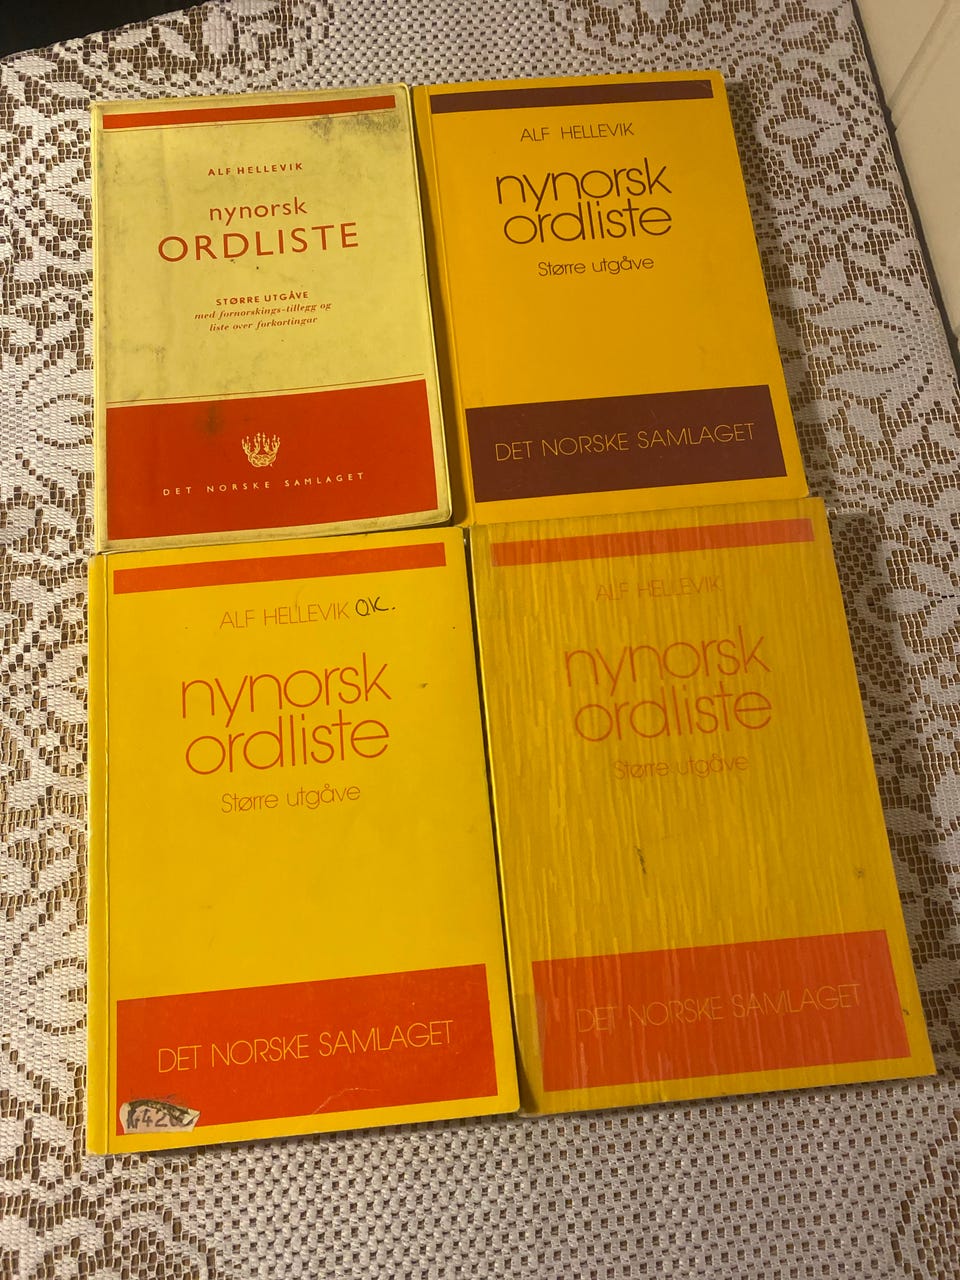 ALF HELLEVIK
nynorsk
ORDLISTE
STØRRE UTGÅVE
med fornorskings-tillegg og
liste over forkortingar
DET NORSKE SAMLAGET
ALF HELLEVIK
nynorsk
ordliste
Større utgåve
DET NORSKE SAMLAGET
ALF HELLEVIK OK.
nynorsk
ordliste
Større utgåve
DET NORSKE SAMLAGET
ALF HELLEVIK
nynorsk
ordliste
Større utgåve
DET NORSKE SAMLAGET